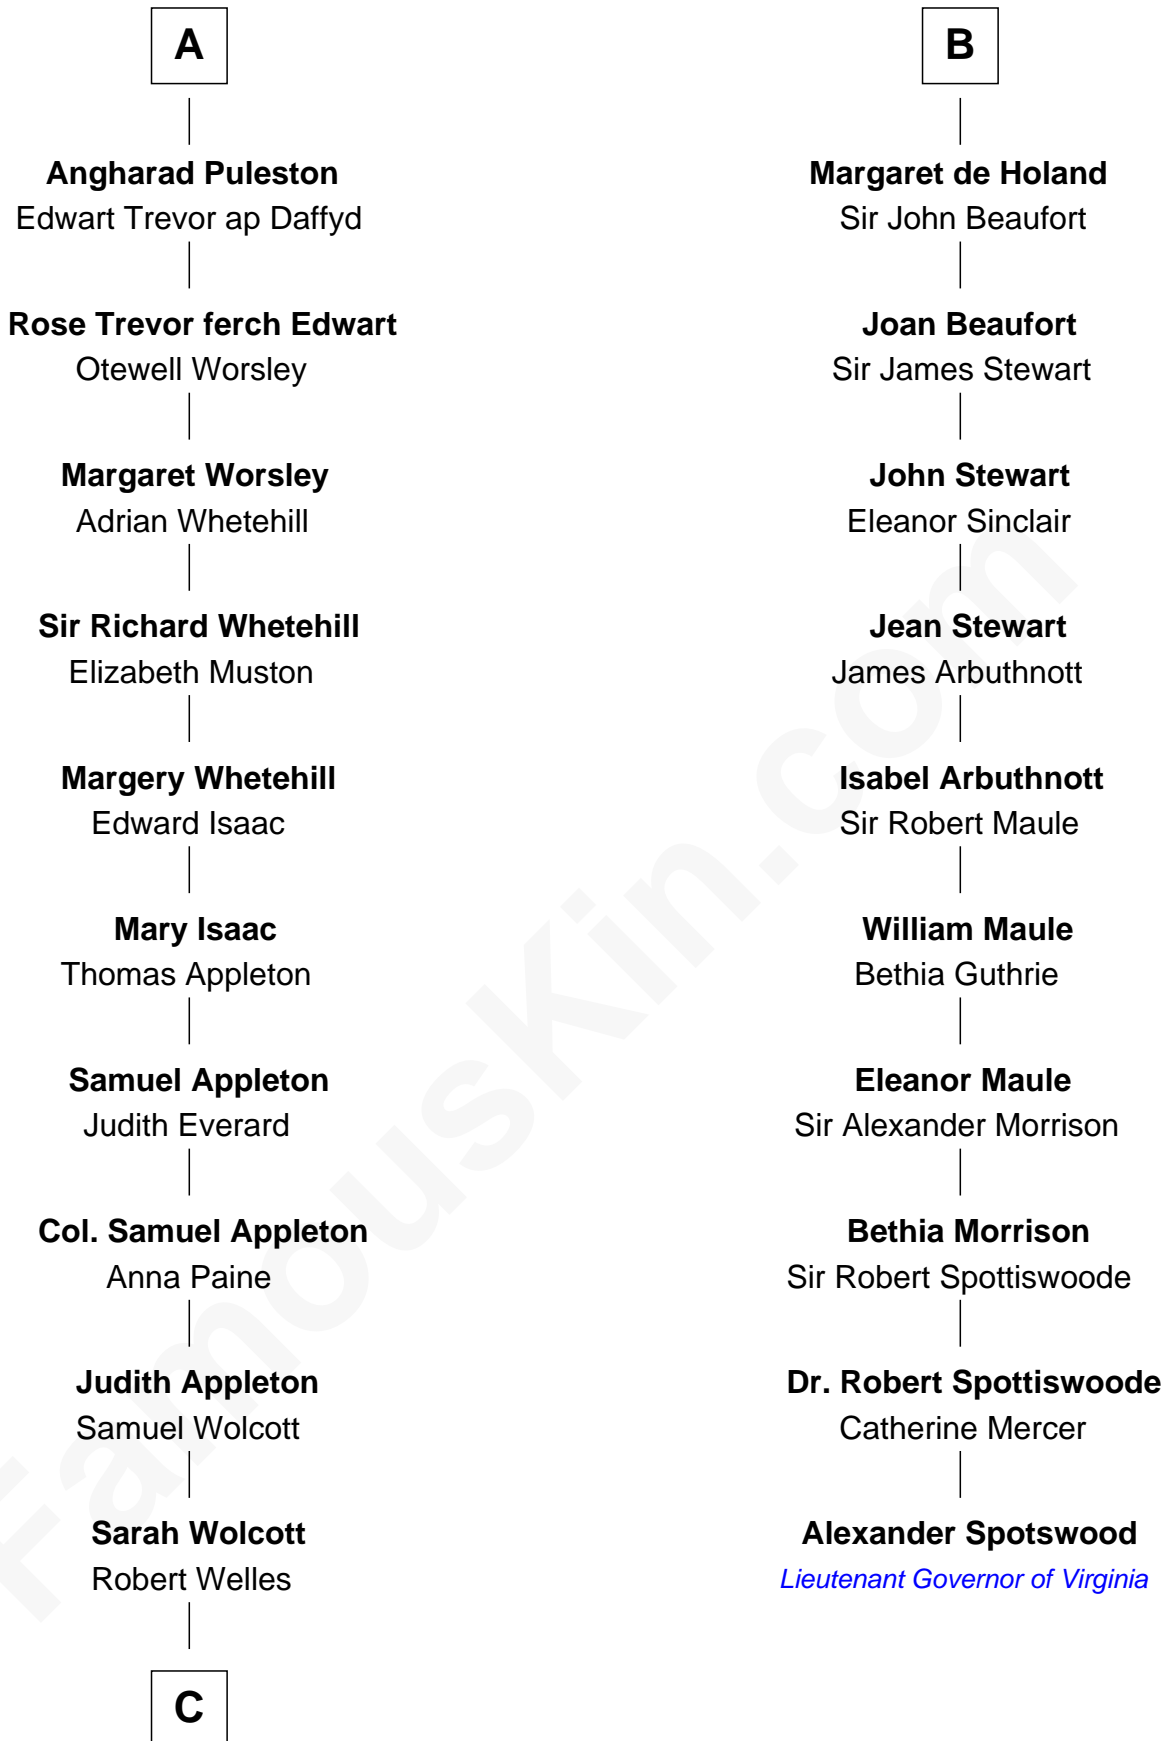 A
Angharad Puleston
Edwart Trevor ap Daffyd
Rose Trevor ferch Edwart
Otewell Worsley
Margaret Worsley
Adrian Whetehill
Sir Richard Whetehill
Elizabeth Muston
Margery Whetehill
Edward Isaac
Mary Isaac
Thomas Appleton
Samuel Appleton
Judith Everard
Col. Samuel Appleton
Anna Paine
Judith Appleton
Samuel Wolcott
Sarah Wolcott
Robert Welles
C
B
Margaret de Holand
Sir John Beaufort
Joan Beaufort
Sir James Stewart
John Stewart
Eleanor Sinclair
Jean Stewart
James Arbuthnott
Isabel Arbuthnott
Sir Robert Maule
William Maule
Bethia Guthrie
Eleanor Maule
Sir Alexander Morrison
Bethia Morrison
Sir Robert Spottiswoode
Dr. Robert Spottiswoode
Catherine Mercer
Alexander Spotswood
Lieutenant Governor of Virginia
FamousKin.com